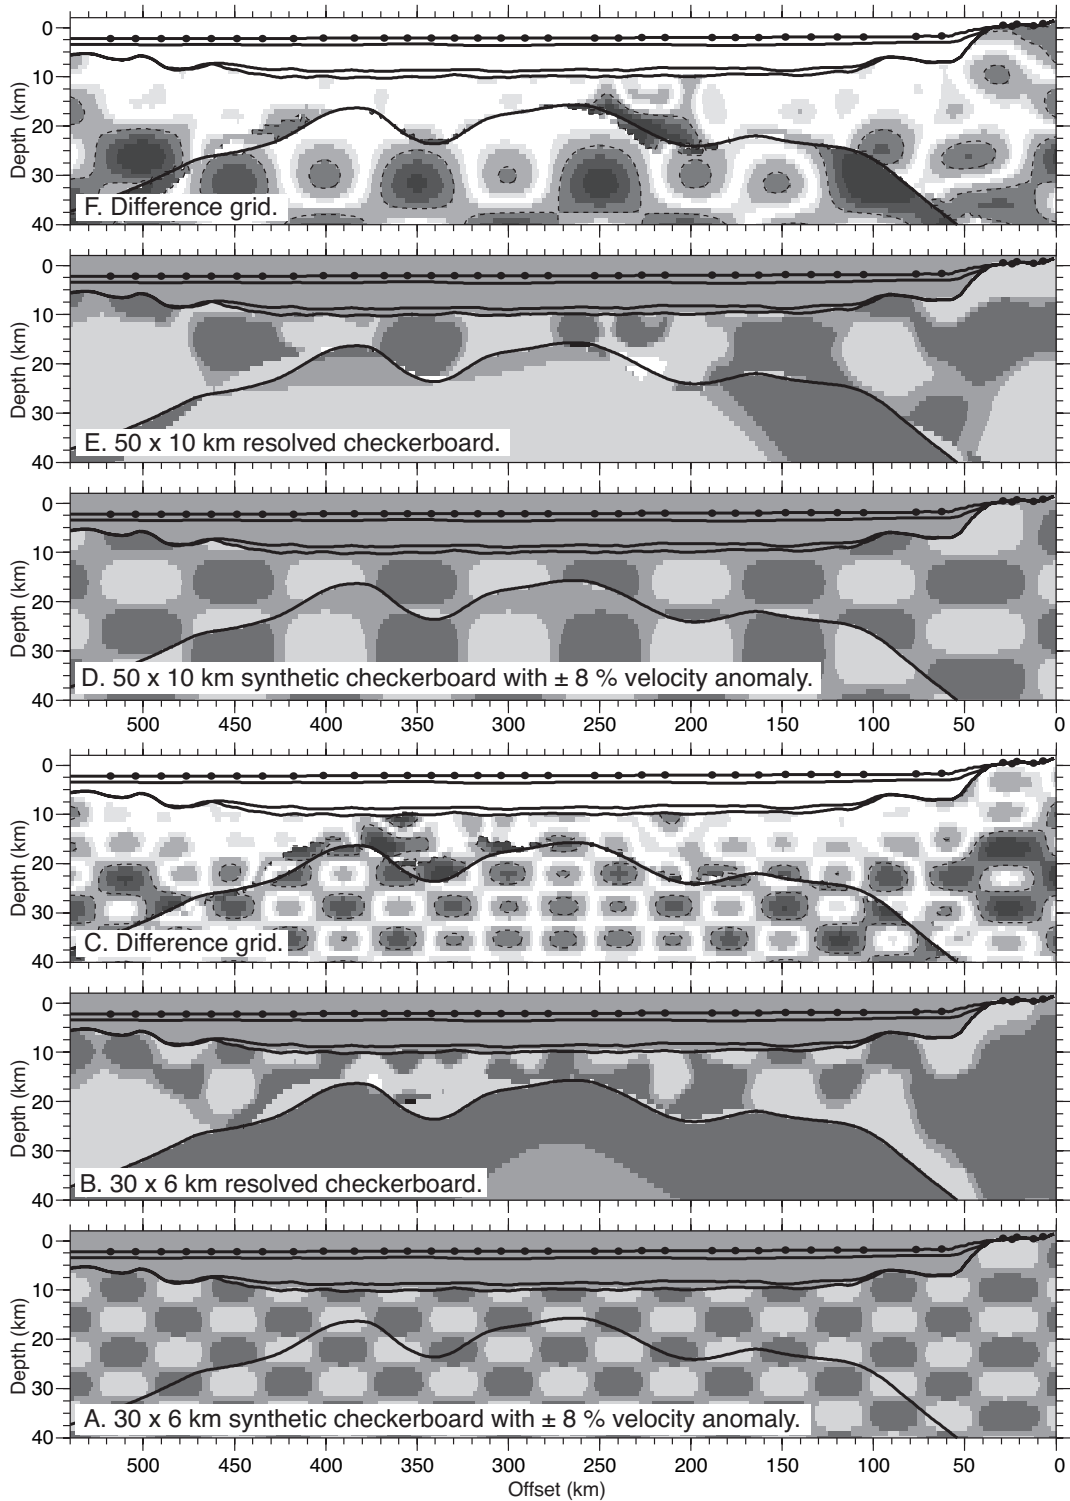 0
10
20
30
40
Depth (km)
F. Difference grid.
0
10
20
30
40
Depth (km)
E. 50 x 10 km resolved checkerboard.
0
10
20
30
40
Depth (km)
D. 50 x 10 km synthetic checkerboard with ± 8 % velocity anomaly.
500 450 400 350 300 250 200 150 100 50 0
0
10
20
30
40
Depth (km)
C. Difference grid.
0
10
20
30
40
Depth (km)
B. 30 x 6 km resolved checkerboard.
0
10
20
30
40
Depth (km)
A. 30 x 6 km synthetic checkerboard with ± 8 % velocity anomaly.
500 450 400 350 300 250 200 150 100 50 0
Offset (km)